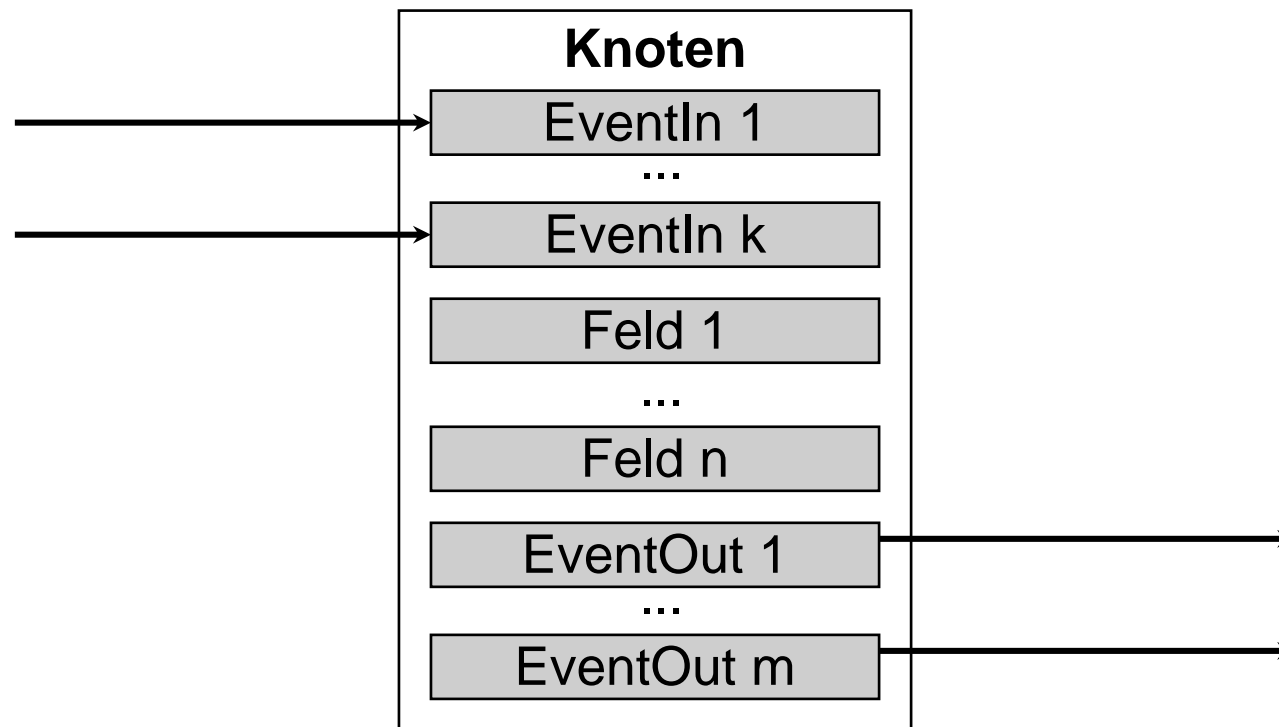 Knoten
EventIn 1
...
EventIn k
Feld 1
...
Feld n
EventOut 1
...
EventOut m